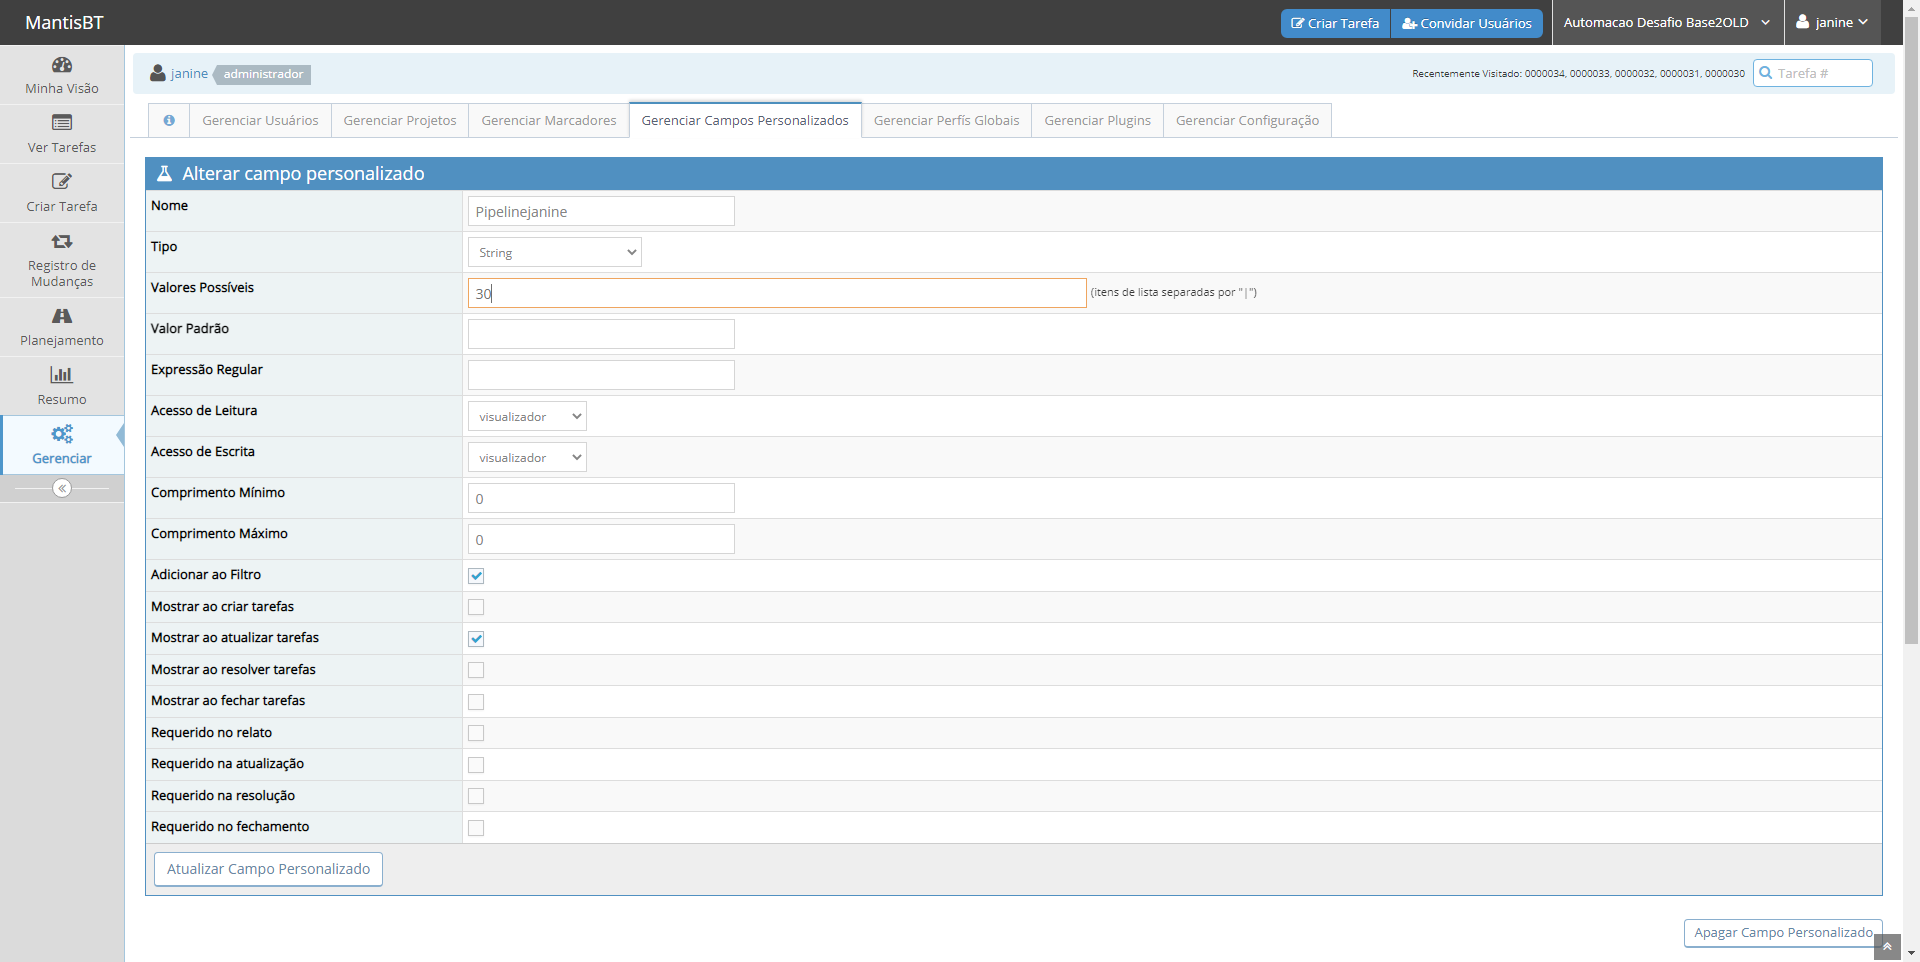 MantisBT
Criar Tarefa
Convidar Usuários
Automacao Desafio Base2OLD
janine
Minha Visão
Ver Tarefas
Criar Tarefa
Registro de
Mudanças
Planejamento
Resumo
Gerenciar
janine
administrador
Recentemente Visitado: 0000034, 0000033, 0000032, 0000031, 0000030
Tarefa #
Gerenciar Usuários
Gerenciar Projetos
Gerenciar Marcadores
Gerenciar Campos Personalizados
Gerenciar Perfís Globais
Gerenciar Plugins
Gerenciar Configuração
Alterar campo personalizado
Nome
Pipelinejanine
Tipo
String
Valores Possíveis
30
(itens de lista separadas por "|")
Valor Padrão
Expressão Regular
Acesso de Leitura
visualizador
Acesso de Escrita
visualizador
Comprimento Mínimo
0
Comprimento Máximo
0
Adicionar ao Filtro
Mostrar ao criar tarefas
Mostrar ao atualizar tarefas
Mostrar ao resolver tarefas
Mostrar ao fechar tarefas
Requerido no relato
Requerido na atualização
Requerido na resolução
Requerido no fechamento
Atualizar Campo Personalizado
Apagar Campo Personalizado